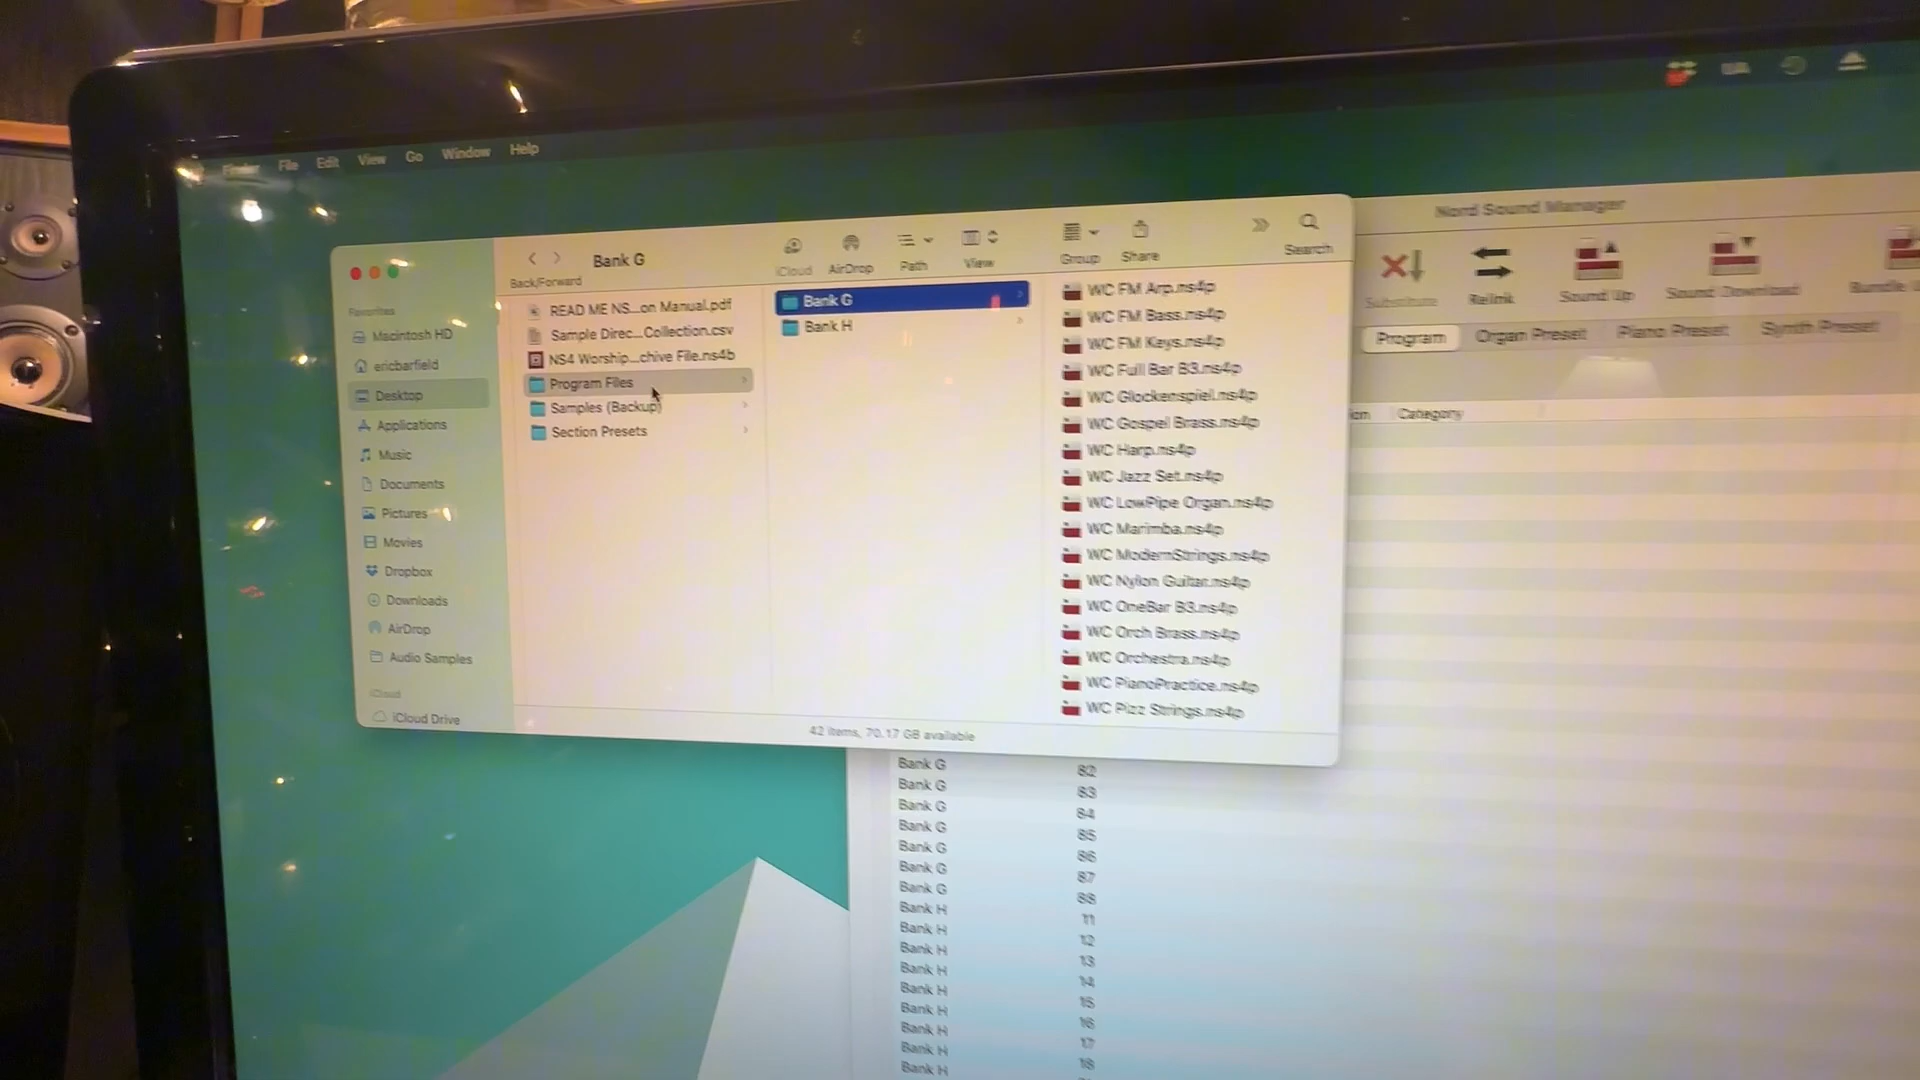 Finder File Edit View Go Window Help
Nord Sound Manager
Bank G
Back/Forward
iCloud
AirDrop
Path
View
Group
Share
Search
Substitute
Relink
Sound Up
Sound Download
Program
Organ Preset
Piano Preset
Synth Preset
Category
Favorites
Macintosh HD
ericbarfield
Desktop
Applications
Music
Documents
Pictures
Movies
Dropbox
Downloads
AirDrop
Audio Samples
iCloud
iCloud Drive
READ ME NS...on Manual.pdf
Sample Direc...Collection.csv
NS4 Worship...chive File.ns4b
Program Files
Samples (Backup)
Section Presets
Bank G
Bank H
WC FM Arp.ns4p
WC FM Bass.ns4p
WC FM Keys.ns4p
WC Full Bar B3.ns4p
WC Glockenspiel.ns4p
WC Gospel Brass.ns4p
WC Harp.ns4p
WC Jazz Set.ns4p
WC LowPipe Organ.ns4p
WC Marimba.ns4p
WC ModernStrings.ns4p
WC Nylon Guitar.ns4p
WC OneBar B3.ns4p
WC Orch Brass.ns4p
WC Orchestra.ns4p
WC PianoPractice.ns4p
WC Pizz Strings.ns4p
42 items, 70.17 GB available
Bank G 82
Bank G 83
Bank G 84
Bank G 85
Bank G 86
Bank G 87
Bank G 88
Bank H 11
Bank H 12
Bank H 13
Bank H 14
Bank H 15
Bank H 16
Bank H 17
Bank H 18